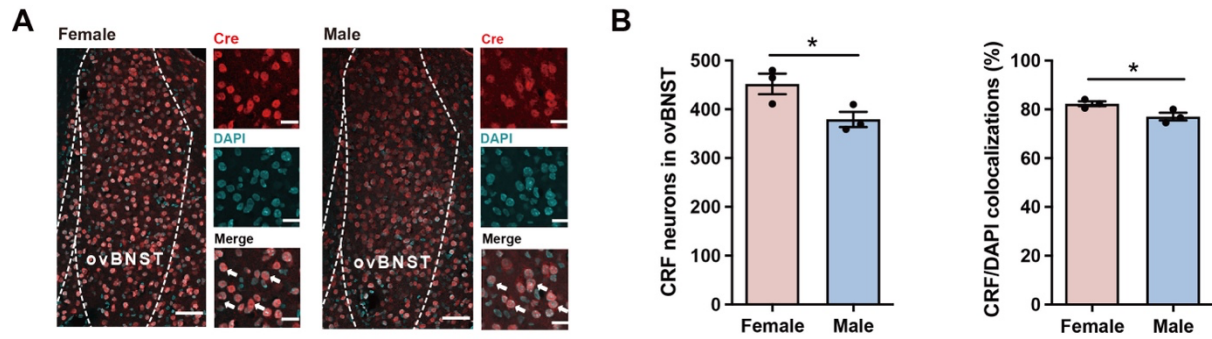 A
Female
Cre
DAPI
Merge
ovBNST
Male
Cre
DAPI
Merge
ovBNST
B
CRF neurons in ovBNST
500
400
300
200
100
0
*
Female Male
CRF/DAPI colocalizations (%)
100
80
60
40
20
0
*
Female Male